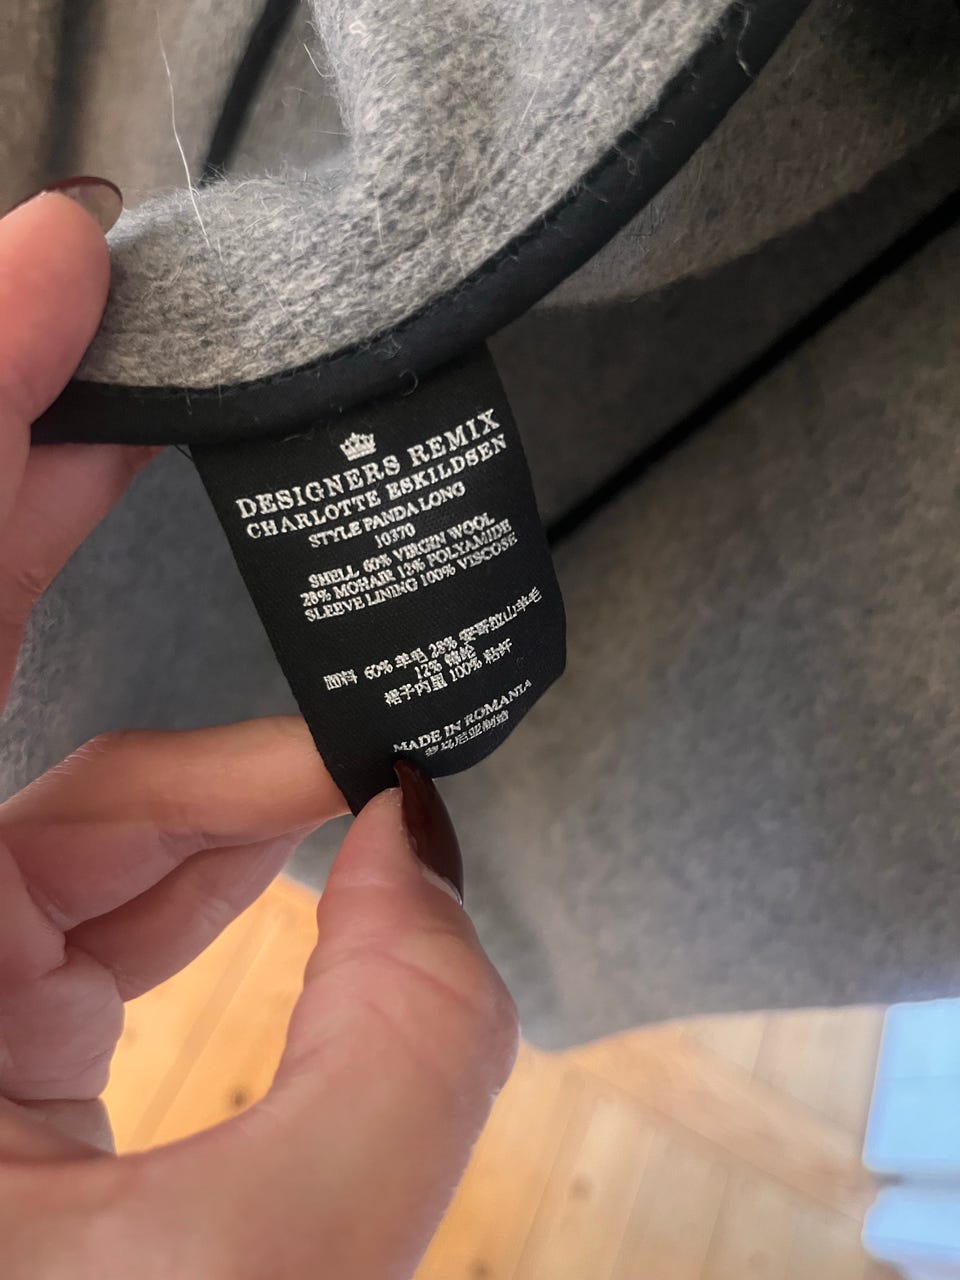 DESIGNERS REMIX
CHARLOTTE ESKILDSEN
STYLE PANDA LONG
10370
SHELL 60% VIRGIN WOOL
28% MOHAIR 12% POLYAMIDE
SLEEVE LINING 100% VISCOSE
面料 60% 羊毛 28% 安哥拉山羊毛
12% 锦纶
裙子内里 100% 粘纤
MADE IN ROMANIA
罗马尼亚制造